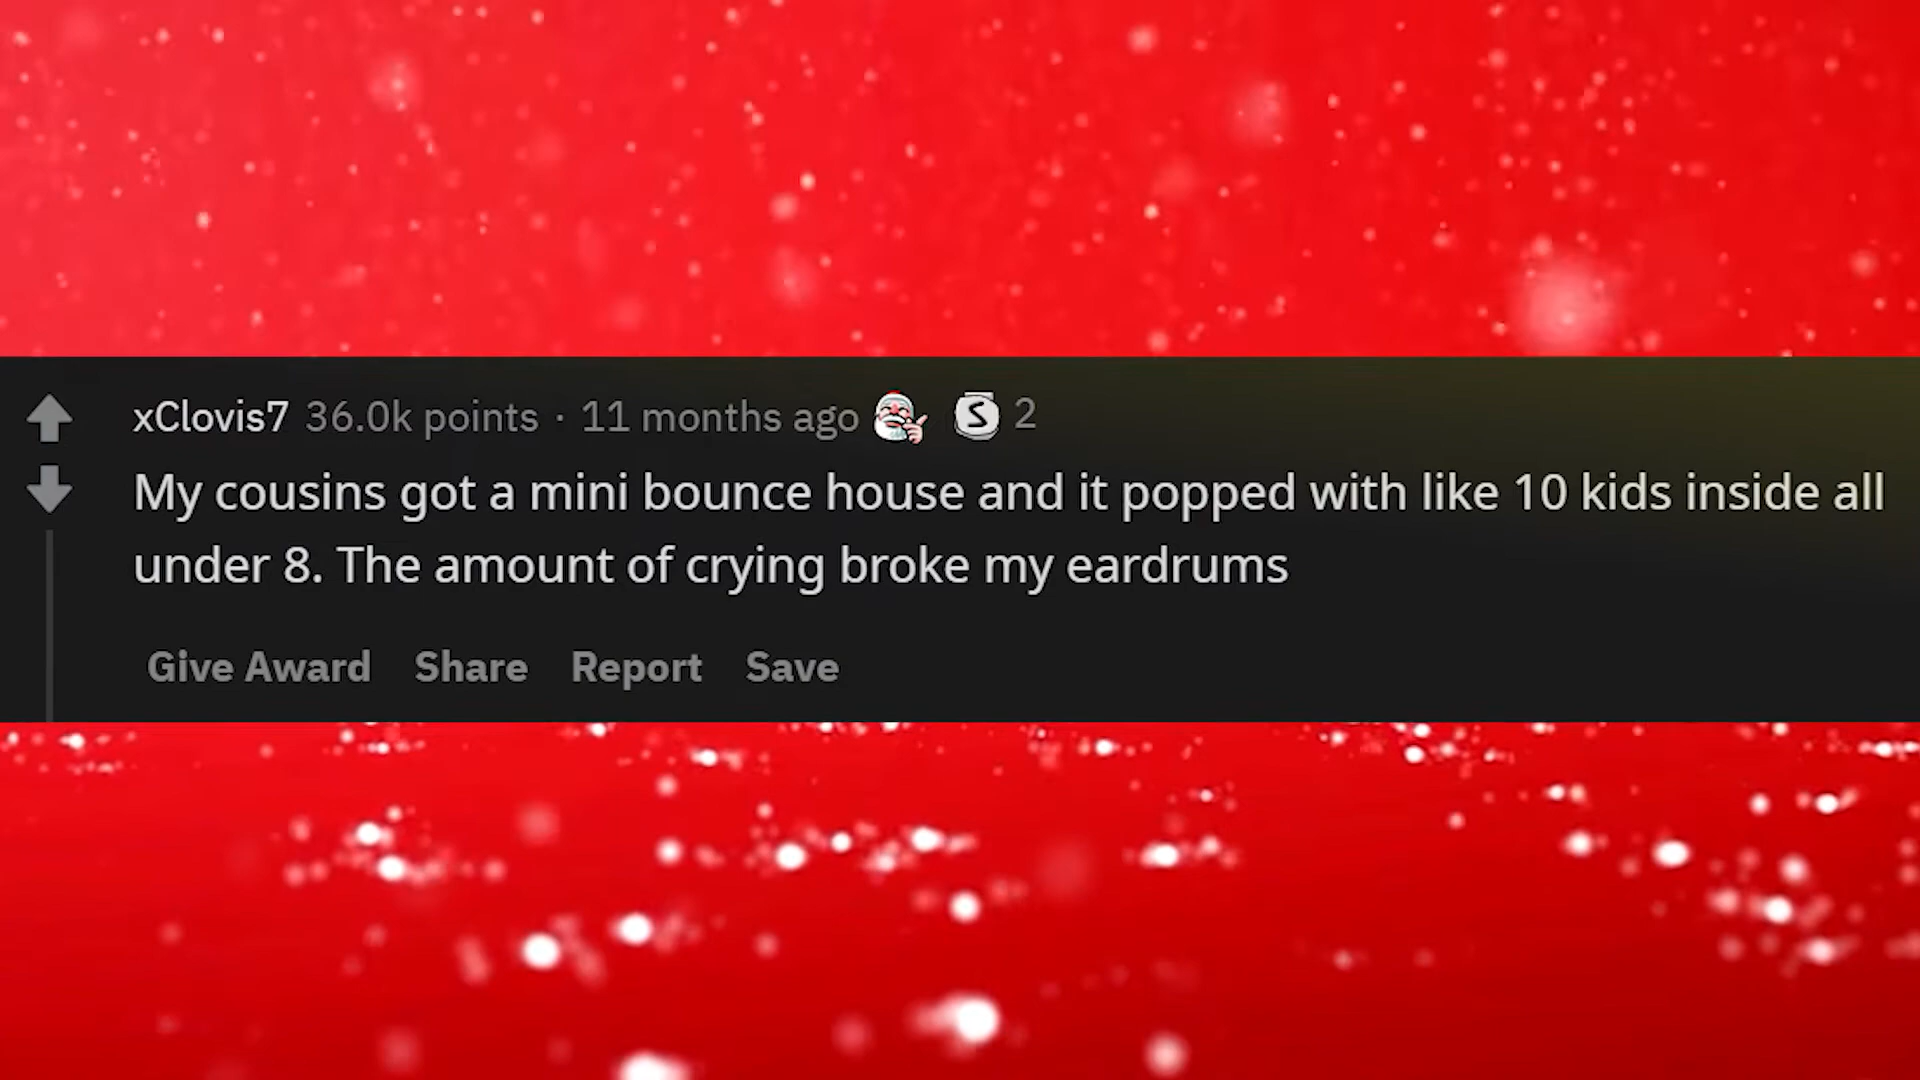 xClovis7 36.0k points · 11 months ago S 2
My cousins got a mini bounce house and it popped with like 10 kids inside all
under 8. The amount of crying broke my eardrums
Give Award Share Report Save